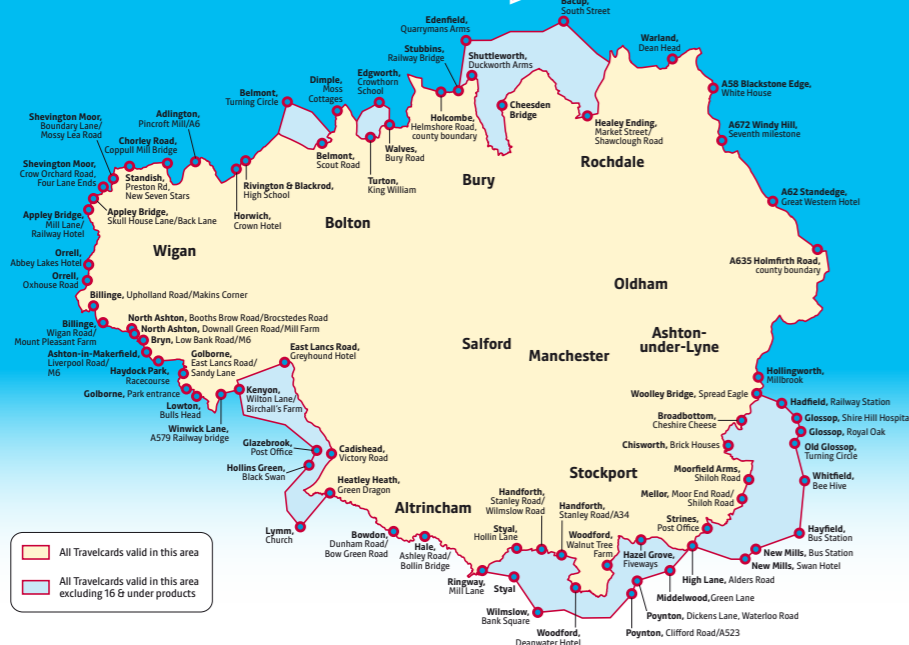 Bacop,
South Street
Edenfield,
Quarrymans Arms
Stubbins,
Railway Bridge
Shuttleworth,
Duckworth Arms
Warland,
Dean Head
Edgworth,
Crowthorn
School
Dimple,
Moss
Cottages
Belmont,
Turning Circle
Adlington,
Pincroft Mill/A6
Chorley Road,
Coppull Mill Bridge
Shevington Moor,
Boundary Lane/
Mossy Lea Road
Shevington Moor,
Crow Orchard Road,
Four Lane Ends
Standish,
Preston Rd,
New Seven Stars
Appley Bridge,
Mill Lane/
Railway Hotel
Appley Bridge,
Skull House Lane/Back Lane
Horwich,
Crown Hotel
Rivington & Blackrod,
High School
Belmont,
Scout Road
Turton,
King William
Walves,
Bury Road
Holcombe,
Helmshore Road,
county boundary
Cheesden
Bridge
Healey Ending,
Market Street/
Shawclough Road
A58 Blackstone Edge,
White House
A672 Windy Hill,
Seventh milestone
A62 Standedge,
Great Western Hotel
A635 Holmfirth Road,
county boundary
Rochdale
Bury
Bolton
Wigan
Oldham
Salford
Manchester
Ashton-
under-Lyne
Stockport
Altrincham
Orrell,
Abbey Lakes Hotel
Orrell,
Oxhouse Road
Billinge, Upholland Road/Makins Corner
Billinge,
Wigan Road/
Mount Pleasant Farm
North Ashton, Booths Brow Road/Brocstedes Road
North Ashton, Downall Green Road/Mill Farm
Bryn, Low Bank Road/M6
Ashton-in-Makerfield,
Liverpool Road/
M6
Haydock Park,
Racecourse
Golborne,
East Lancs Road/
Sandy Lane
Golborne, Park entrance
Lowton,
Bulls Head
Winwick Lane,
A579 Railway bridge
East Lancs Road,
Greyhound Hotel
Kenyon,
Wilton Lane/
Birchall's Farm
Glazebrook,
Post Office
Hollins Green,
Black Swan
Cadishead,
Victory Road
Heatley Heath,
Green Dragon
Lymm,
Church
Bowdon,
Dunham Road/
Bow Green Road
Hale,
Ashley Road/
Bollin Bridge
Ringway,
Mill Lane
Styal,
Hollin Lane
Styal
Handforth,
Stanley Road/
Wilmslow Road
Handforth,
Stanley Road/A34
Wilmslow,
Bank Square
Woodford,
Walnut Tree
Farm
Woodford,
Deanwater Hotel
Hazel Grove,
Fiveways
Poynton, Clifford Road/A523
Poynton, Dickens Lane, Waterloo Road
Middelwood,Green Lane
High Lane, Alders Road
New Mills, Swan Hotel
New Mills, Bus Station
Hayfield,
Bus Station
Strines,
Post Office
Mellor, Moor End Road/
Shiloh Road
Moorfield Arms,
Shiloh Road
Chisworth, Brick Houses
Broadbottom,
Cheshire Cheese
Woolley Bridge, Spread Eagle
Hollingworth,
Millbrook
Hadfield, Railway Station
Glossop, Shire Hill Hospita
Glossop, Royal Oak
Old Glossop,
Turning Circle
Whitfield,
Bee Hive
All Travelcards valid in this area
All Travelcards valid in this area
excluding 16 & under products